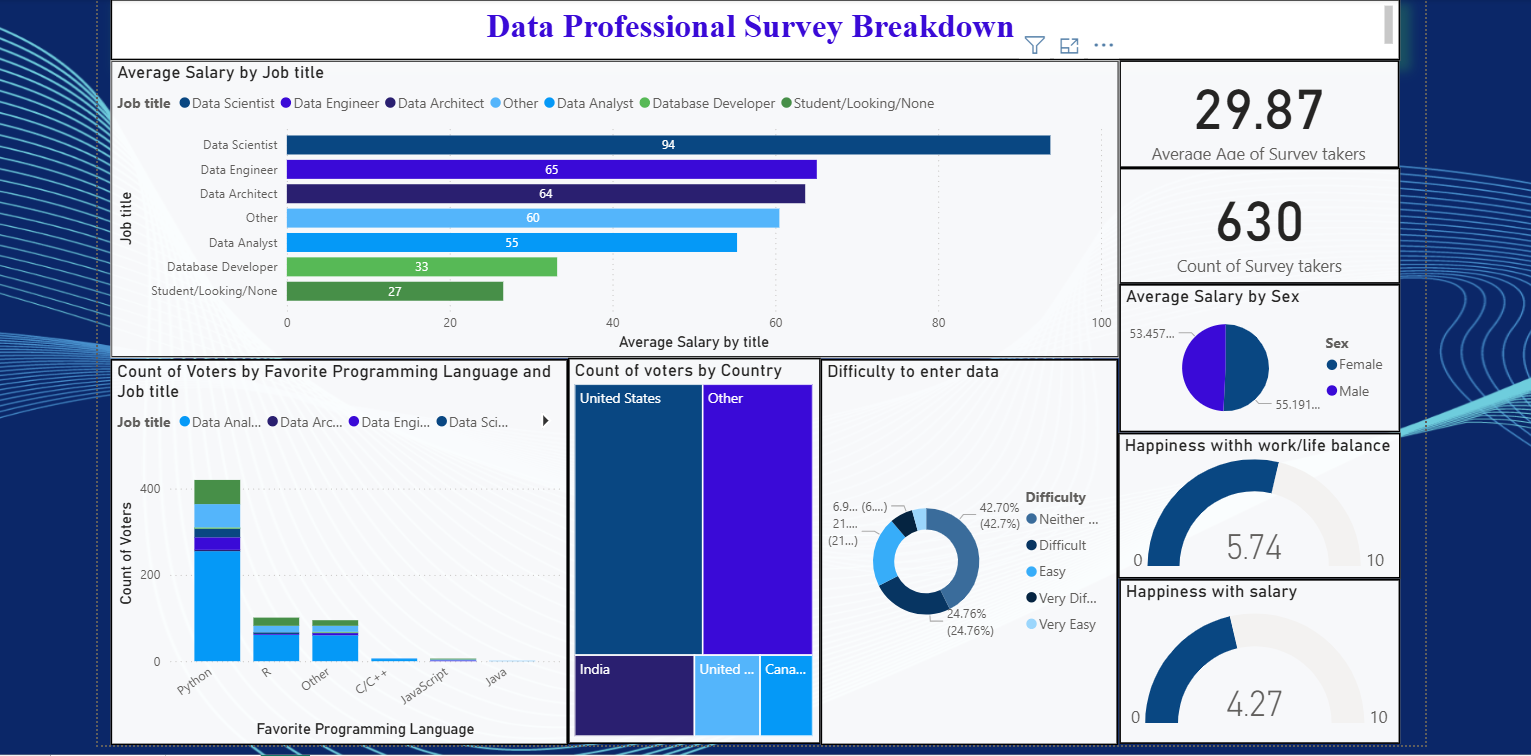 Data Professional Survey Breakdown
Average Salary by Job title
Job title Data Scientist Data Engineer Data Architect Other Data Analyst Database Developer Student/Looking/None
Job title
Data Scientist 94
Data Engineer 65
Data Architect 64
Other 60
Data Analyst 55
Database Developer 33
Student/Looking/None 27
0 20 40 60 80 100
Average Salary by title
29.87
Average Age of Survey takers
630
Count of Survey takers
Average Salary by Sex
53.457...
55.191...
Sex
Female
Male
Count of Voters by Favorite Programming Language and
Job title
Job title Data Anal... Data Arc... Data Engi... Data Sci...
Count of Voters
400
200
0
Python R Other C/C++ JavaScript Java
Favorite Programming Language
Count of voters by Country
United States
Other
India
United ...
Cana...
Difficulty to enter data
6.9... (6....)
21....
(21...)
42.70%
(42.7%)
24.76%
(24.76%)
Difficulty
Neither ...
Difficult
Easy
Very Dif...
Very Easy
Happiness withh work/life balance
5.74
0 10
Happiness with salary
4.27
0 10